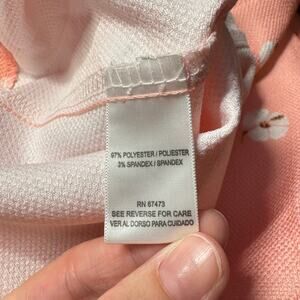 97% POLYESTER / POLIESTER
3% SPANDEX / SPANDEX
RN 67473
SEE REVERSE FOR CARE
VER AL DORSO PARA CUIDADO